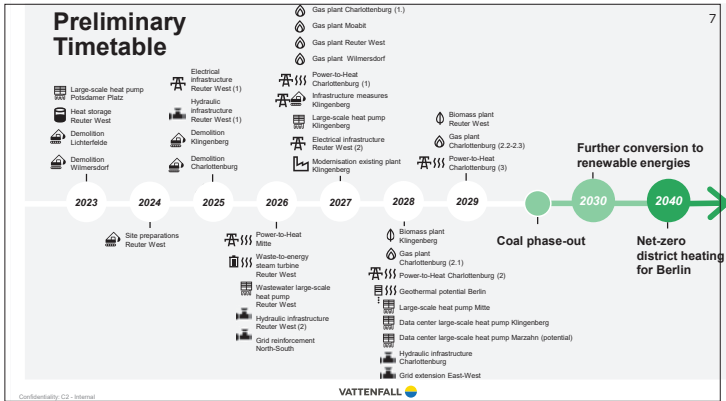 Preliminary
Timetable
7
Large-scale heat pump
Potsdamer Platz
Heat storage
Reuter West
Demolition
Lichterfelde
Demolition
Wilmersdorf
2023
Site preparations
Reuter West
2024
Electrical
infrastructure
Reuter West (1)
Hydraulic
infrastructure
Reuter West (1)
Demolition
Klingenberg
Demolition
Charlottenburg
2025
Power-to-Heat
Mitte
Waste-to-energy
steam turbine
Reuter West
Wastewater large-scale
heat pump
Reuter West
Hydraulic infrastructure
Reuter West (2)
Grid reinforcement
North-South
2026
Gas plant Charlottenburg (1.)
Gas plant Moabit
Gas plant Reuter West
Gas plant Wilmersdorf
Power-to-Heat
Charlottenburg (1)
Infrastructure measures
Klingenberg
Large-scale heat pump
Klingenberg
Electrical infrastructure
Reuter West (2)
Modernisation existing plant
Klingenberg
2027
Biomass plant
Klingenberg
Gas plant
Charlottenburg (2.1)
Power-to-Heat Charlottenburg (2)
Geothermal potential Berlin
Large-scale heat pump Mitte
Data center large-scale heat pump Klingenberg
Data center large-scale heat pump Marzahn (potential)
Hydraulic infrastructure
Charlottenburg
Grid extension East-West
2028
Biomass plant
Reuter West
Gas plant
Charlottenburg (2.2-2.3)
Power-to-Heat
Charlottenburg (3)
2029
Coal phase-out
Further conversion to
renewable energies
2030
2040
Net-zero
district heating
for Berlin
Confidentiality: C2 - Internal
VATTENFALL